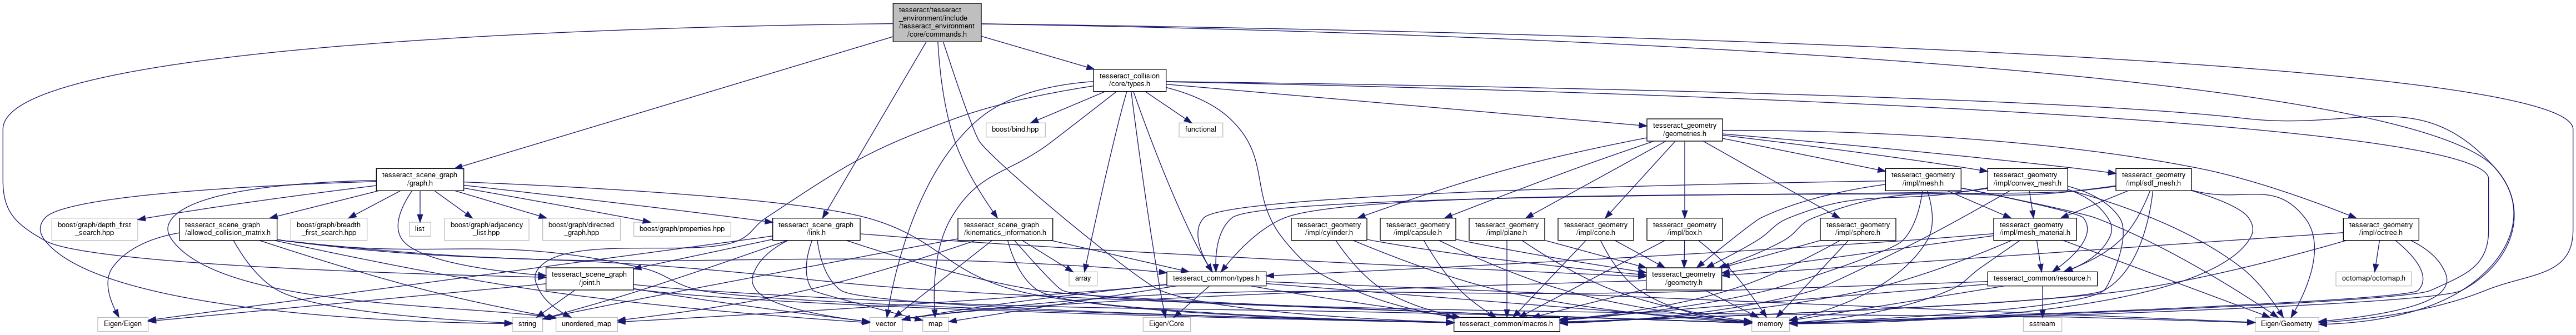 tesseract/tesseract
_environment/include
/tesseract_environment
/core/commands.h
tesseract_collision
/core/types.h
boost/bind.hpp
functional
tesseract_geometry
/geometries.h
tesseract_scene_graph
/graph.h
tesseract_geometry
/impl/mesh.h
tesseract_geometry
/impl/convex_mesh.h
tesseract_geometry
/impl/sdf_mesh.h
boost/graph/depth_first
_search.hpp
tesseract_scene_graph
/allowed_collision_matrix.h
boost/graph/breadth
_first_search.hpp
list
boost/graph/adjacency
_list.hpp
boost/graph/directed
_graph.hpp
boost/graph/properties.hpp
tesseract_scene_graph
/link.h
tesseract_scene_graph
/kinematics_information.h
tesseract_geometry
/impl/cylinder.h
tesseract_geometry
/impl/capsule.h
tesseract_geometry
/impl/plane.h
tesseract_geometry
/impl/cone.h
tesseract_geometry
/impl/box.h
tesseract_geometry
/impl/sphere.h
tesseract_geometry
/impl/mesh_material.h
tesseract_geometry
/impl/octree.h
tesseract_scene_graph
/joint.h
array
tesseract_common/types.h
tesseract_geometry
/geometry.h
tesseract_common/resource.h
octomap/octomap.h
Eigen/Eigen
string
unordered_map
vector
map
Eigen/Core
tesseract_common/macros.h
memory
sstream
Eigen/Geometry